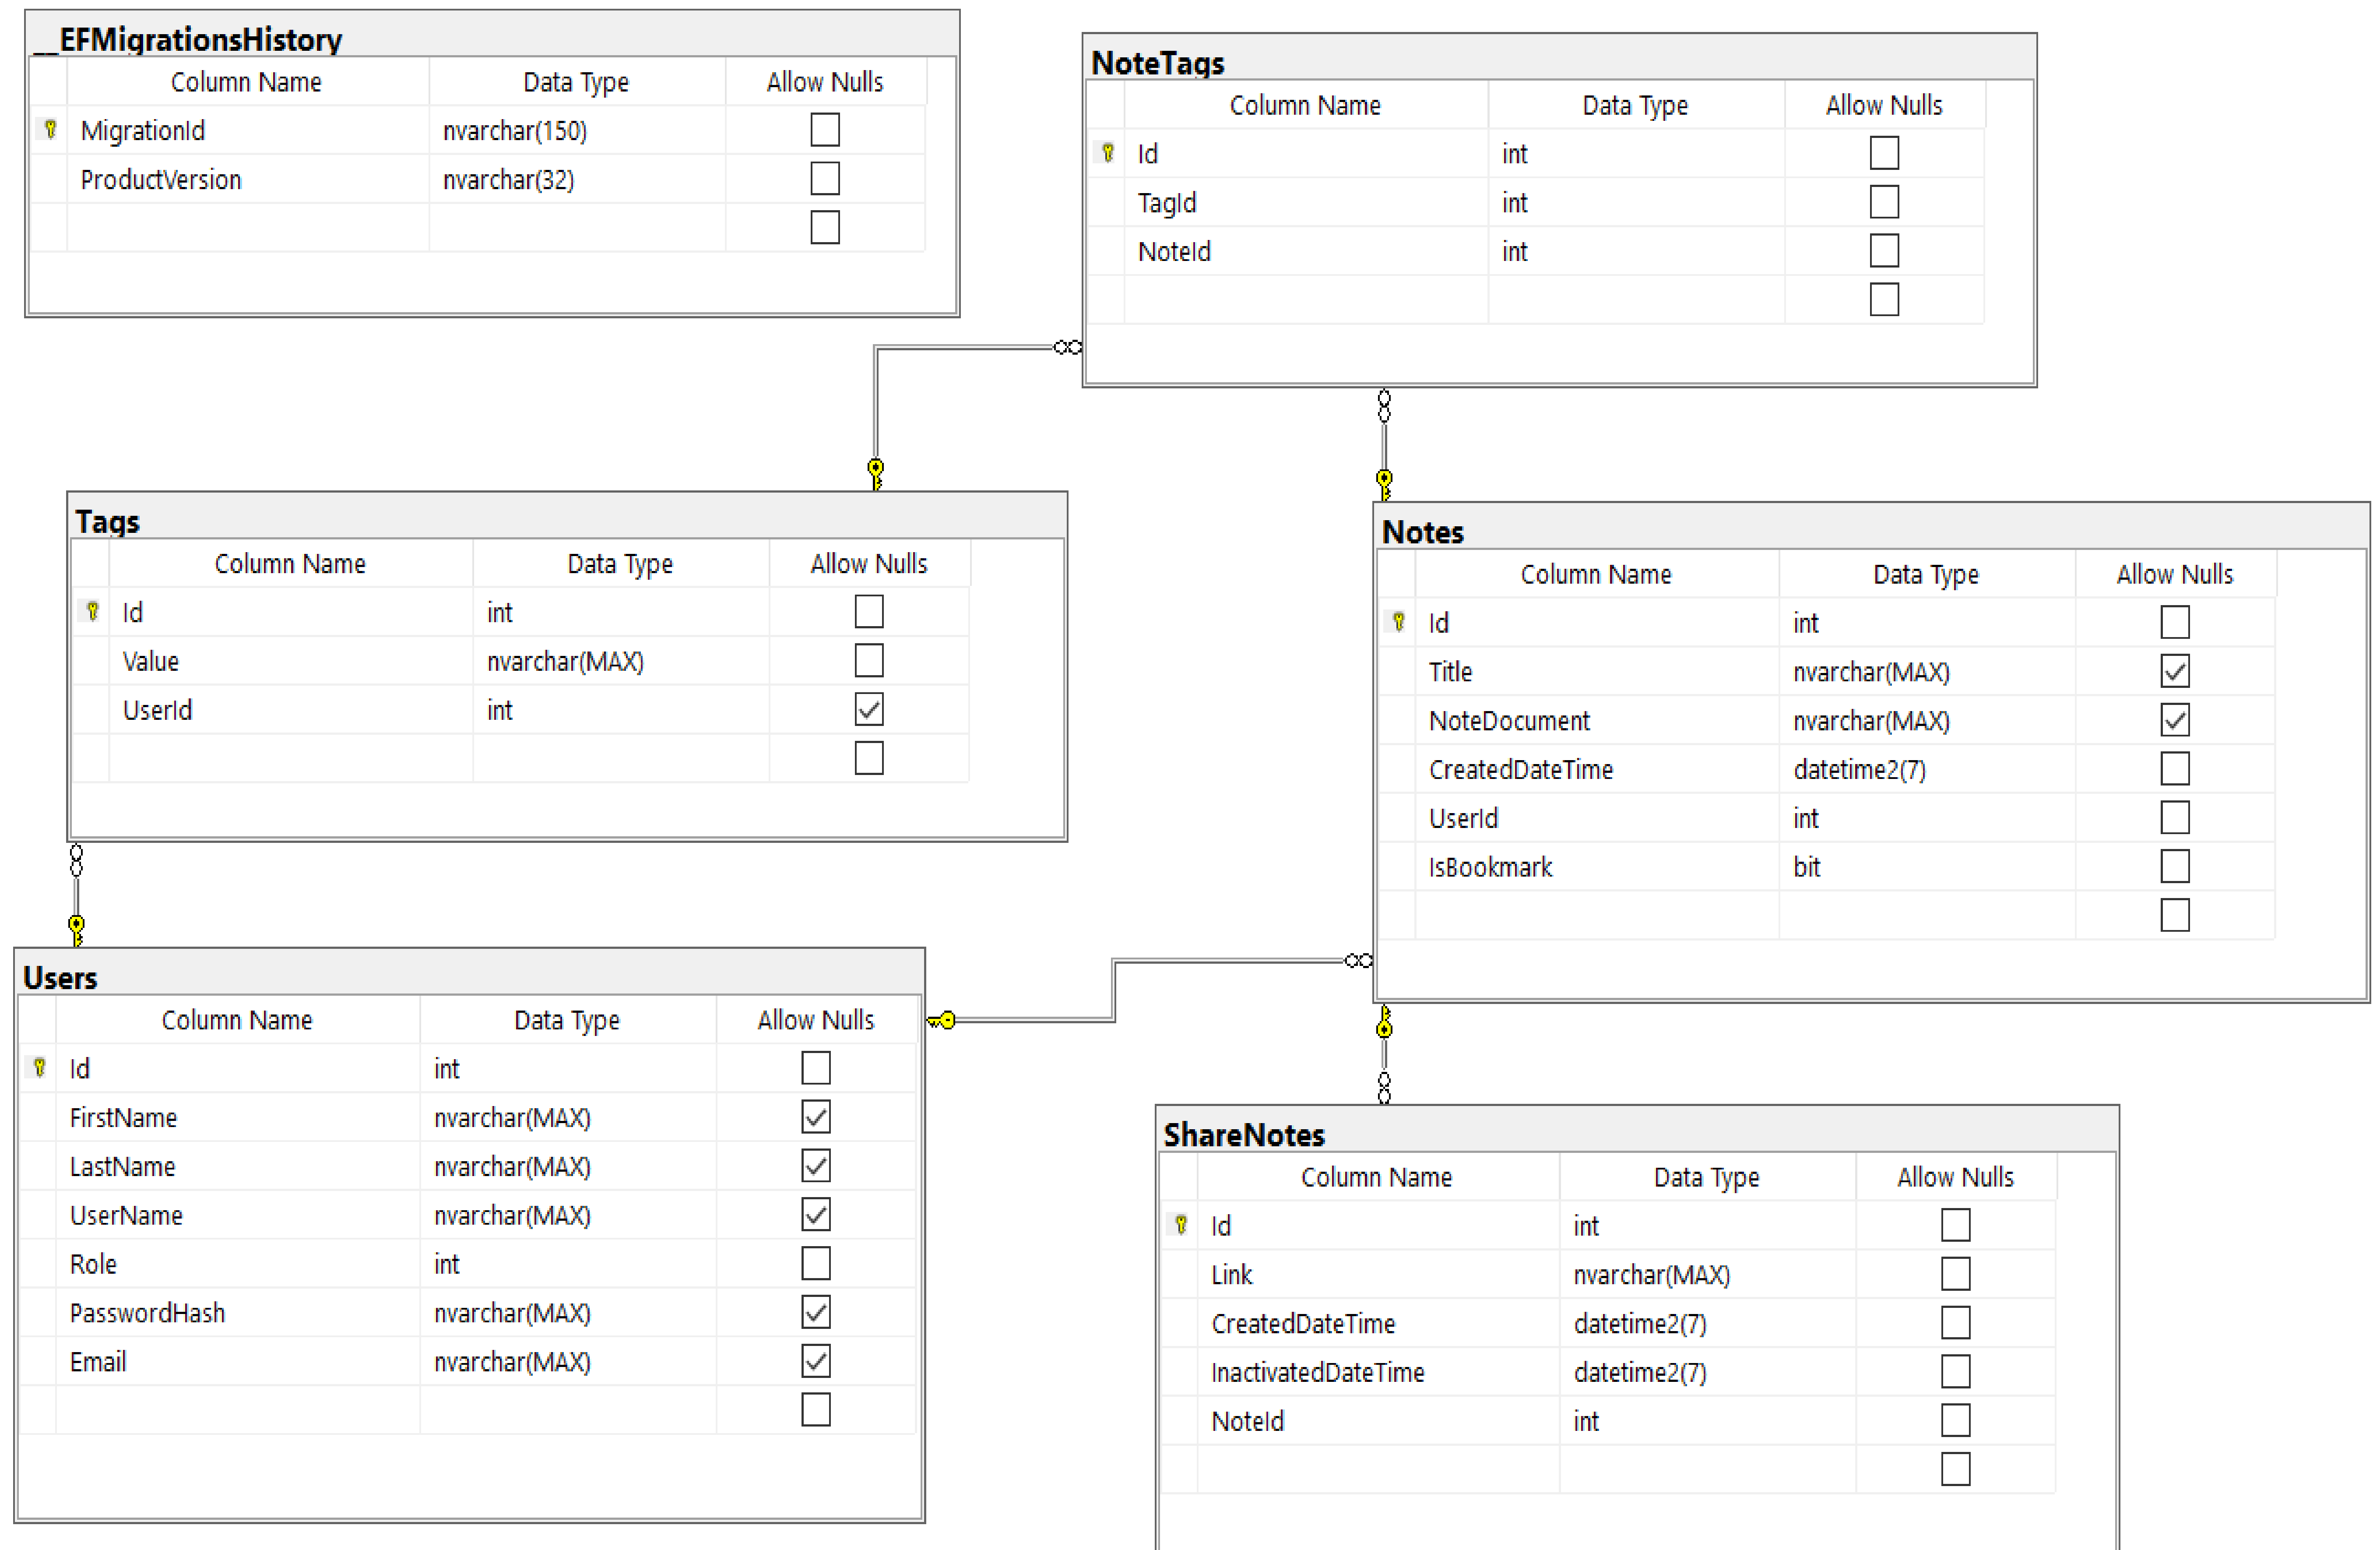 __EFMigrationsHistory
Column Name Data Type Allow Nulls
MigrationId nvarchar(150)
ProductVersion nvarchar(32)
NoteTags
Column Name Data Type Allow Nulls
Id int
TagId int
NoteId int
Tags
Column Name Data Type Allow Nulls
Id int
Value nvarchar(MAX)
UserId int
Notes
Column Name Data Type Allow Nulls
Id int
Title nvarchar(MAX)
NoteDocument nvarchar(MAX)
CreatedDateTime datetime2(7)
UserId int
IsBookmark bit
Users
Column Name Data Type Allow Nulls
Id int
FirstName nvarchar(MAX)
LastName nvarchar(MAX)
UserName nvarchar(MAX)
Role int
PasswordHash nvarchar(MAX)
Email nvarchar(MAX)
ShareNotes
Column Name Data Type Allow Nulls
Id int
Link nvarchar(MAX)
CreatedDateTime datetime2(7)
InactivatedDateTime datetime2(7)
NoteId int